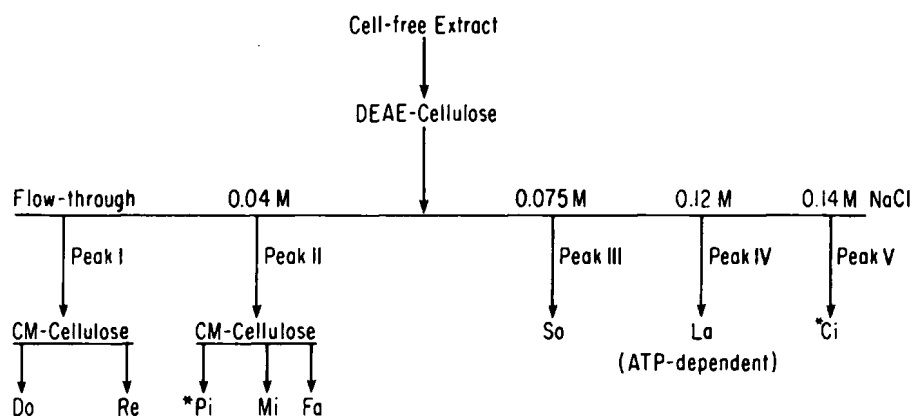 Cell-free Extract
DEAE-Cellulose
Flow-through 0.04 M 0.075 M 0.12 M 0.14 M NaCl
Peak I Peak II Peak III Peak IV Peak V
CM-Cellulose CM-Cellulose So La *Ci
(ATP-dependent)
Do Re *Pi Mi Fa